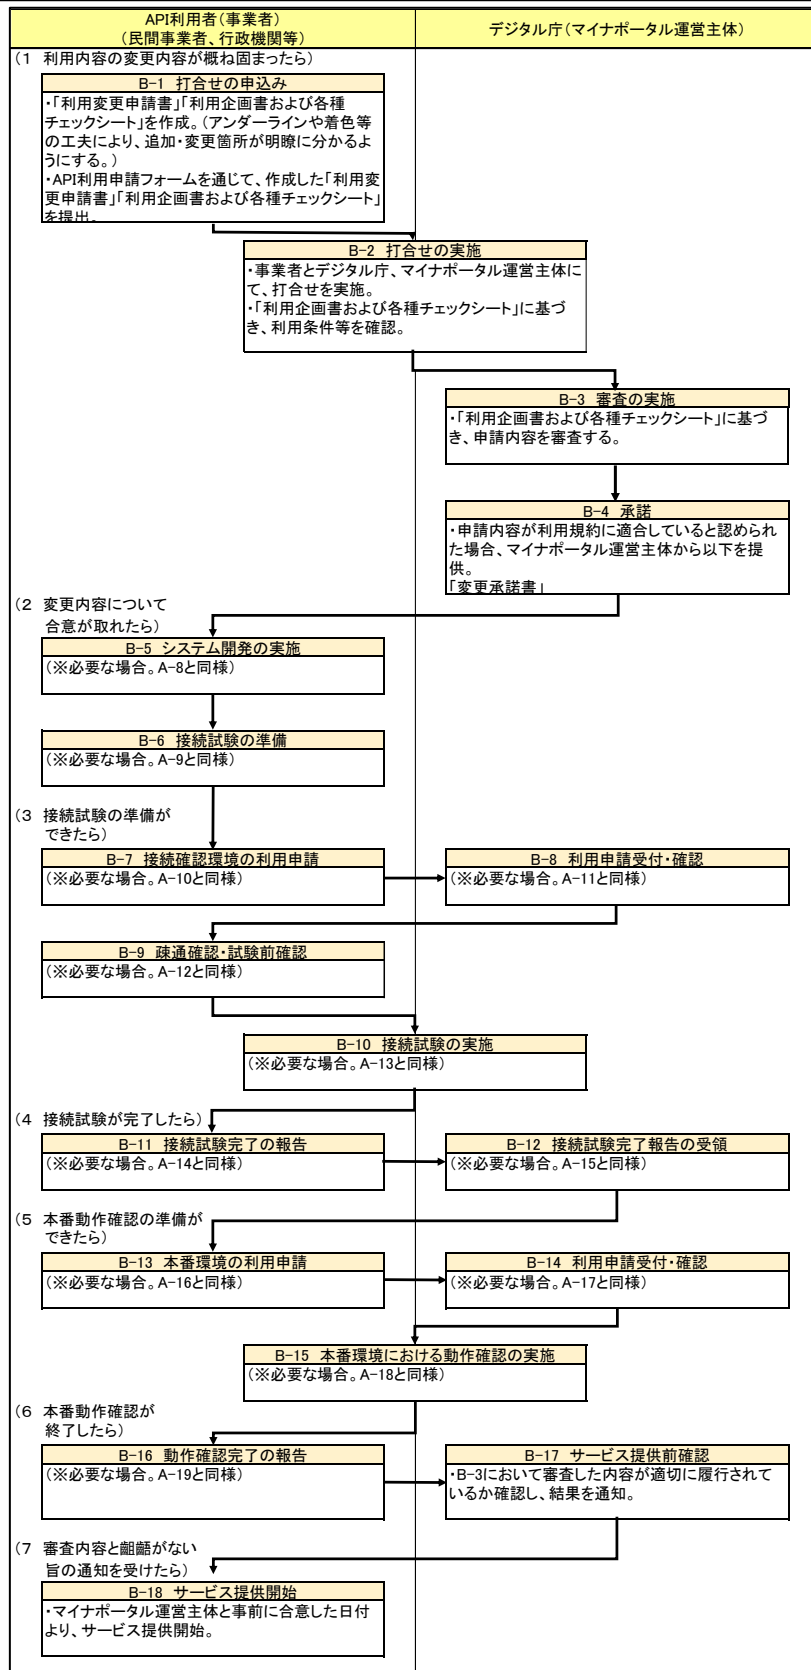 API利用者（事業者）
（民間事業者、行政機関等）
デジタル庁（マイナポータル運営主体）
（1 利用内容の変更内容が概ね固まったら）
B-1 打合せの申込み
・「利用変更申請書」「利用企画書および各種
チェックシート」を作成。（アンダーラインや着色等
の工夫により、追加・変更箇所が明瞭に分かるよ
うにする。）
・API利用申請フォームを通じて、作成した「利用変
更申請書」「利用企画書および各種チェックシート」
を提出。
B-2 打合せの実施
・事業者とデジタル庁、マイナポータル運営主体に
て、打合せを実施。
・「利用企画書および各種チェックシート」に基づ
き、利用条件等を確認。
B-3 審査の実施
・「利用企画書および各種チェックシート」に基づ
き、申請内容を審査する。
B-4 承諾
・申請内容が利用規約に適合していると認められ
た場合、マイナポータル運営主体から以下を提
供。
「変更承諾書」
（2 変更内容について
合意が取れたら）
B-5 システム開発の実施
（※必要な場合。A-8と同様）
B-6 接続試験の準備
（※必要な場合。A-9と同様）
（3 接続試験の準備が
できたら）
B-7 接続確認環境の利用申請
（※必要な場合。A-10と同様）
B-8 利用申請受付・確認
（※必要な場合。A-11と同様）
B-9 疎通確認・試験前確認
（※必要な場合。A-12と同様）
B-10 接続試験の実施
（※必要な場合。A-13と同様）
（4 接続試験が完了したら）
B-11 接続試験完了の報告
（※必要な場合。A-14と同様）
B-12 接続試験完了報告の受領
（※必要な場合。A-15と同様）
（5 本番動作確認の準備が
できたら）
B-13 本番環境の利用申請
（※必要な場合。A-16と同様）
B-14 利用申請受付・確認
（※必要な場合。A-17と同様）
B-15 本番環境における動作確認の実施
（※必要な場合。A-18と同様）
（6 本番動作確認が
終了したら）
B-16 動作確認完了の報告
（※必要な場合。A-19と同様）
B-17 サービス提供前確認
・B-3において審査した内容が適切に履行されて
いるか確認し、結果を通知。
（7 審査内容と齟齬がない
旨の通知を受けたら）
B-18 サービス提供開始
・マイナポータル運営主体と事前に合意した日付
より、サービス提供開始。